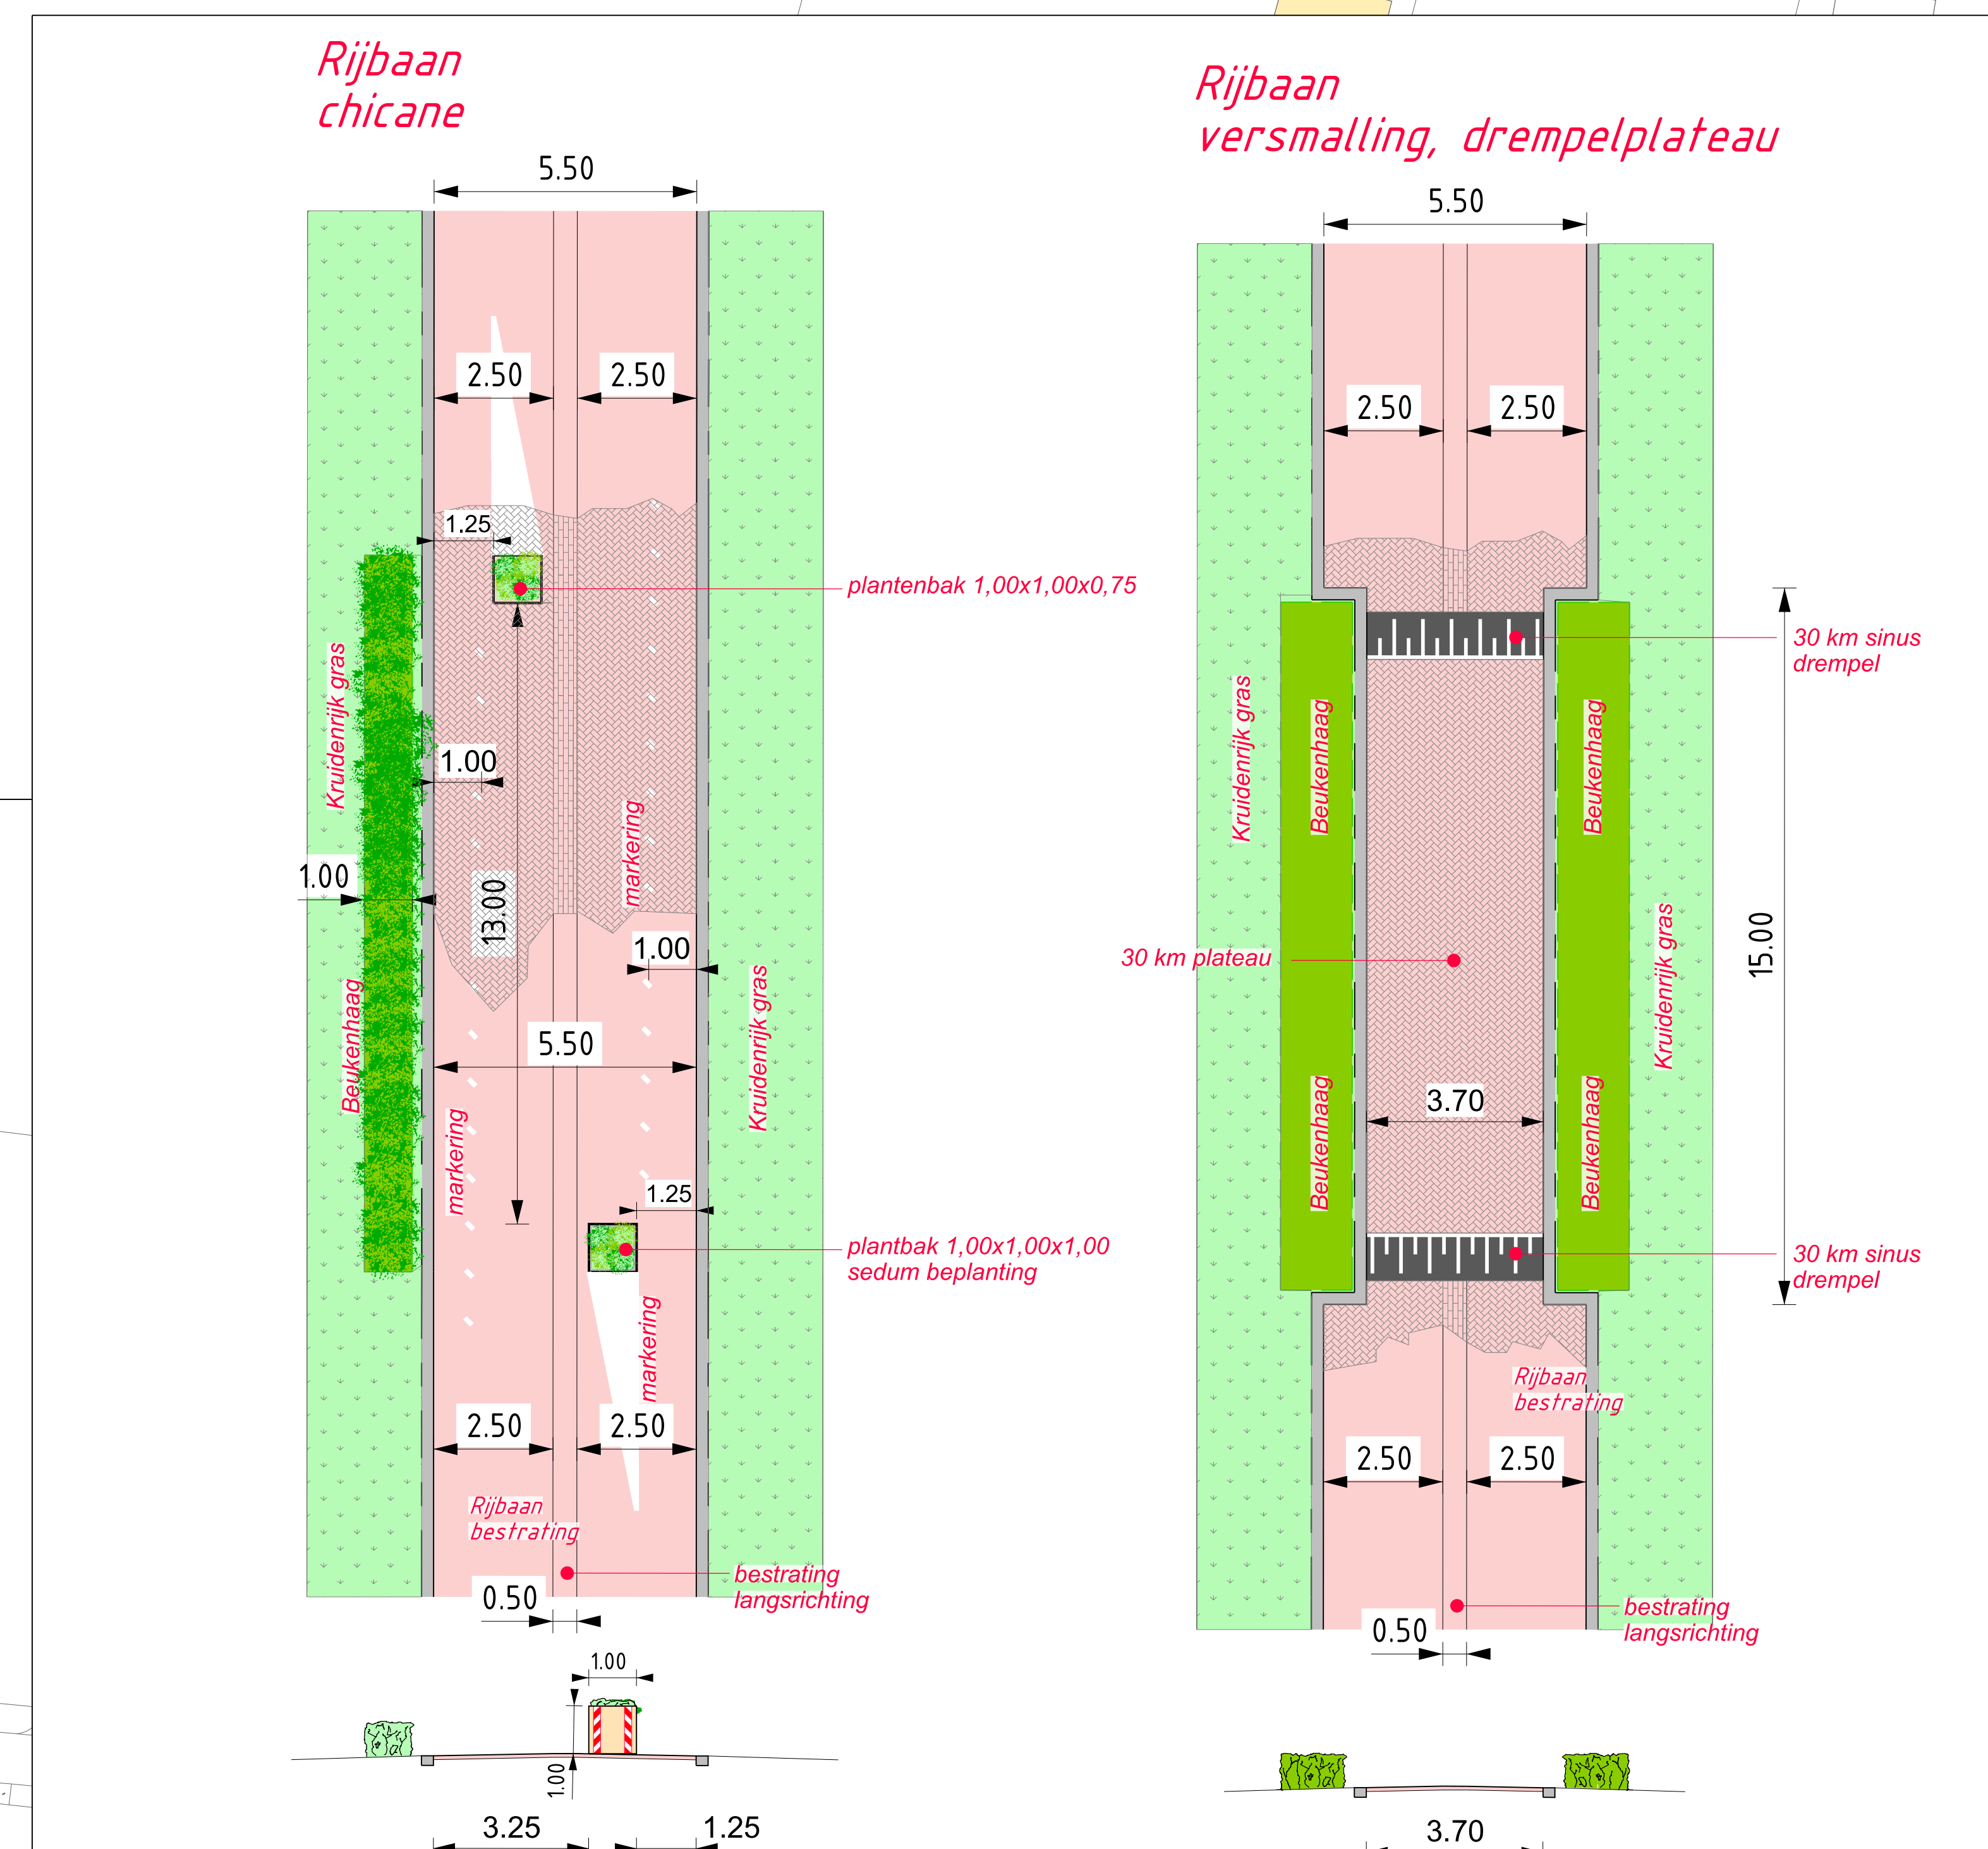 Rijbaan
chicane
5.50
2.50
2.50
1.25
plantenbak 1,00x1,00x0,75
Kruidenrijk gras
1.00
markering
1.00
13.00
1.00
Beukenhaag
Kruidenrijk gras
5.50
markering
1.25
plantbak 1,00x1,00x1,00
sedum beplanting
markering
2.50
2.50
Rijbaan
bestrating
bestrating
langsrichting
0.50
1.00
1.00
3.25
1.25
Rijbaan
versmalling, drempelplateau
5.50
2.50
2.50
30 km sinus
drempel
Kruidenrijk gras
Beukenhaag
Beukenhaag
30 km plateau
15.00
Kruidenrijk gras
3.70
Beukenhaag
Beukenhaag
30 km sinus
drempel
Rijbaan
bestrating
2.50
2.50
bestrating
langsrichting
0.50
3.70